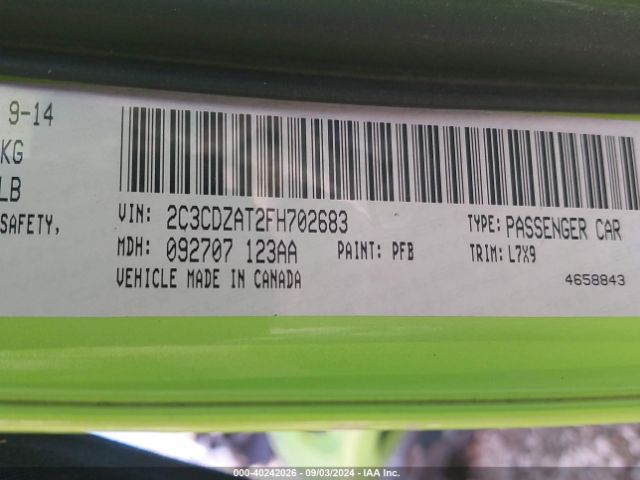 9-14
KG
LB
SAFETY,
VIN: 2C3CDZAT2FH702683 TYPE: PASSENGER CAR
MDH: 092707 123AA PAINT: PFB TRIM: L7X9
VEHICLE MADE IN CANADA 4658843
000-40242026 - 09/03/2024 - IAA Inc.